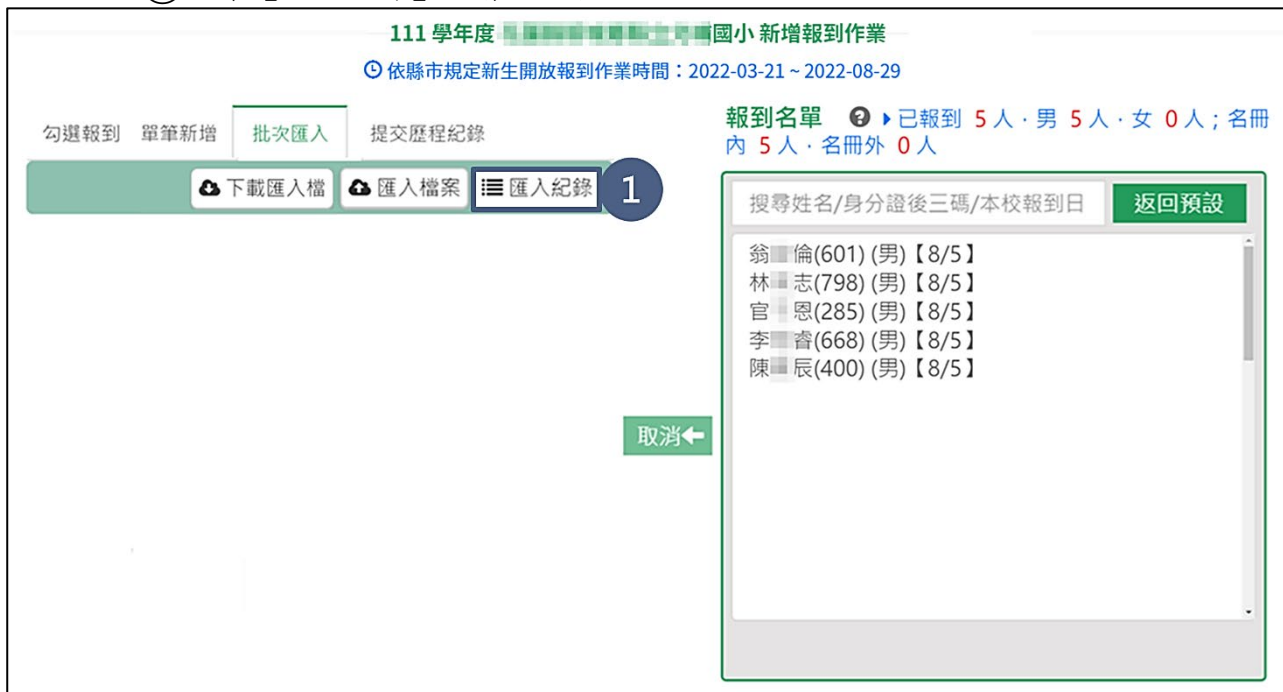 111 學年度 國小 新增報到作業
依縣市規定新生開放報到作業時間：2022-03-21 ~ 2022-08-29
勾選報到 單筆新增 批次匯入 提交歷程紀錄
下載匯入檔 匯入檔案 匯入紀錄 1
報到名單 已報到 5 人．男 5 人．女 0 人；名冊
內 5 人．名冊外 0 人
搜尋姓名/身分證後三碼/本校報到日 返回預設
翁 倫(601) (男)【8/5】
林 志(798) (男)【8/5】
官 恩(285) (男)【8/5】
李 睿(668) (男)【8/5】
陳 辰(400) (男)【8/5】
取消